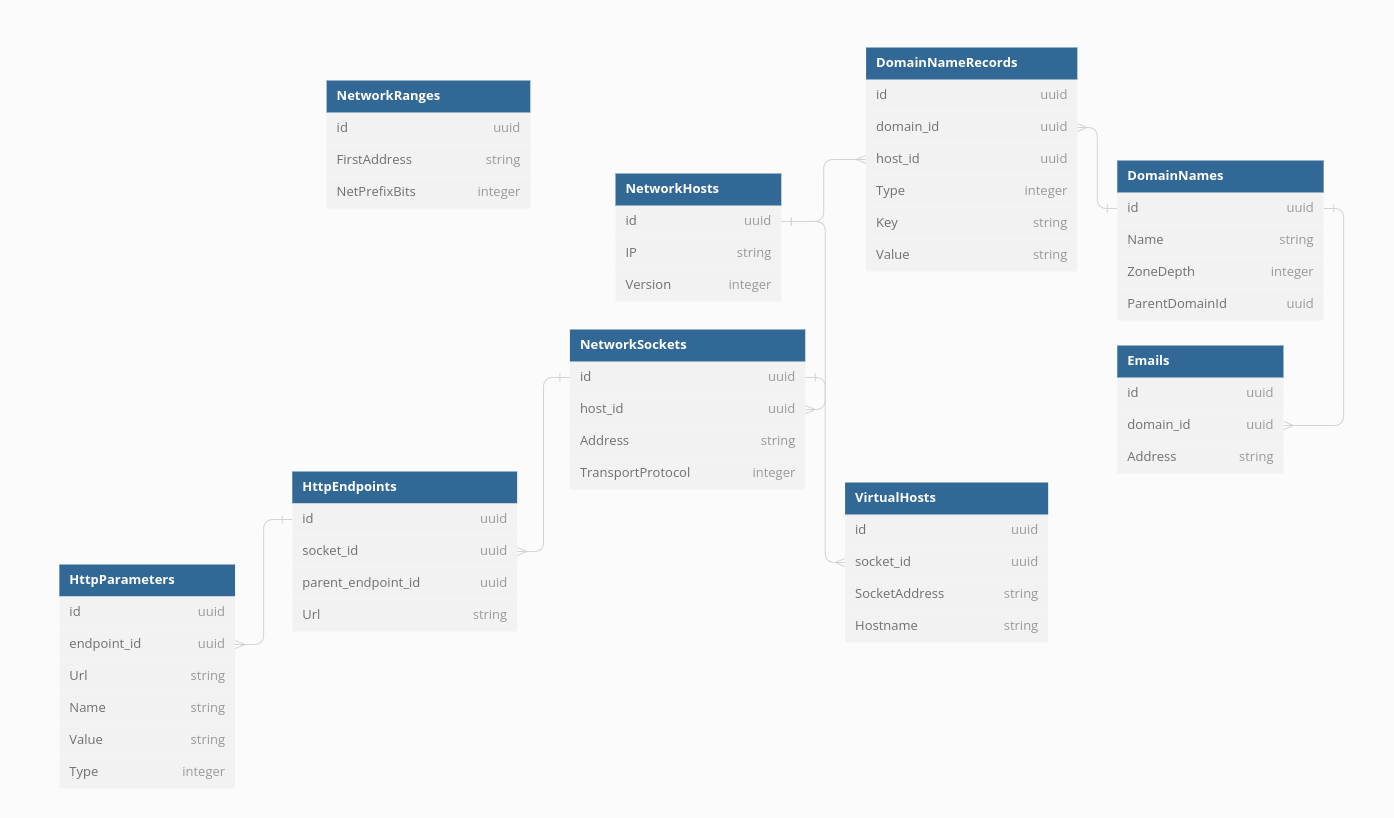 NetworkRanges
id uuid
FirstAddress string
NetPrefixBits integer
NetworkHosts
id uuid
IP string
Version integer
DomainNameRecords
id uuid
domain_id uuid
host_id uuid
Type integer
Key string
Value string
DomainNames
id uuid
Name string
ZoneDepth integer
ParentDomainId uuid
NetworkSockets
id uuid
host_id uuid
Address string
TransportProtocol integer
Emails
id uuid
domain_id uuid
Address string
HttpEndpoints
id uuid
socket_id uuid
parent_endpoint_id uuid
Url string
VirtualHosts
id uuid
socket_id uuid
SocketAddress string
Hostname string
HttpParameters
id uuid
endpoint_id uuid
Url string
Name string
Value string
Type integer